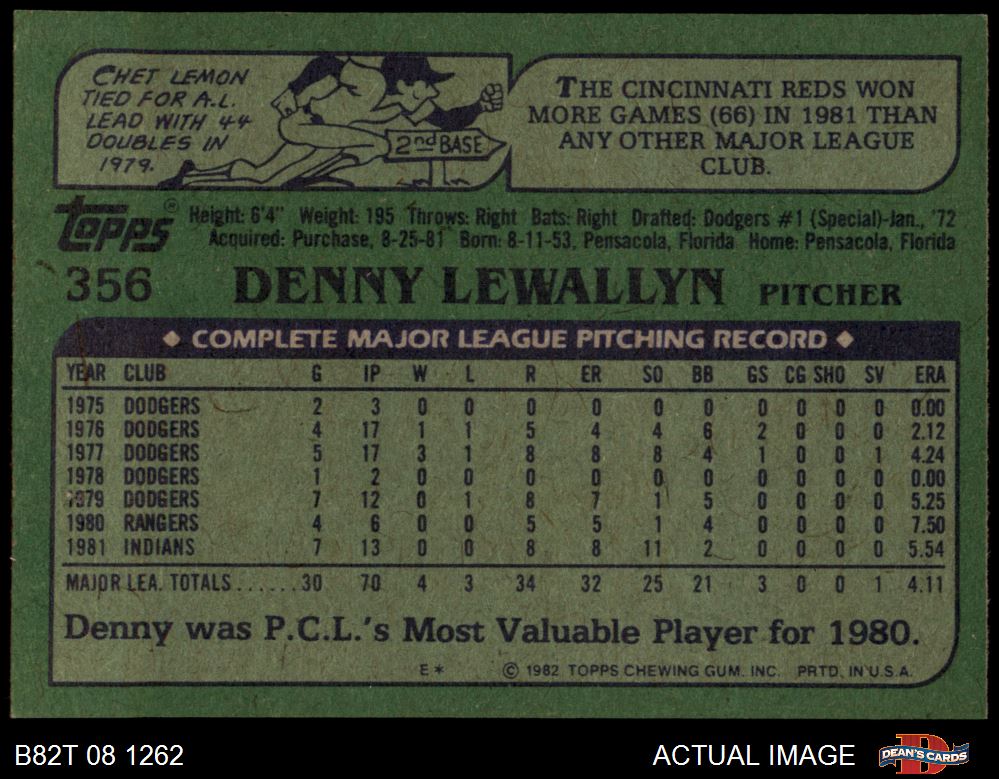 CHET LEMON
TIED FOR A.L.
LEAD WITH 44
DOUBLES IN
1979.
2nd BASE
THE CINCINNATI REDS WON
MORE GAMES (66) IN 1981 THAN
ANY OTHER MAJOR LEAGUE
CLUB.
topps®
Height: 6'4" Weight: 195 Throws: Right Bats: Right Drafted: Dodgers #1 (Special)-Jan., '72
Acquired: Purchase, 8-25-81 Born: 8-11-53, Pensacola, Florida Home: Pensacola, Florida
356 DENNY LEWALLYN PITCHER
◆ COMPLETE MAJOR LEAGUE PITCHING RECORD ◆
YEAR CLUB G IP W L R ER SO BB GS CG SHO SV ERA
1975 DODGERS 2 3 0 0 0 0 0 0 0 0 0 0 0.00
1976 DODGERS 4 17 1 1 5 4 4 6 2 0 0 0 2.12
1977 DODGERS 5 17 3 1 8 8 8 4 1 0 0 1 4.24
1978 DODGERS 1 2 0 0 0 0 0 0 0 0 0 0 0.00
1979 DODGERS 7 12 0 1 8 7 1 5 0 0 0 0 5.25
1980 RANGERS 4 6 0 0 5 5 1 4 0 0 0 0 7.50
1981 INDIANS 7 13 0 0 8 8 11 2 0 0 0 0 5.54
MAJOR LEA. TOTALS ...... 30 70 4 3 34 32 25 21 3 0 0 1 4.11
Denny was P.C.L.'s Most Valuable Player for 1980.
E* © 1982 TOPPS CHEWING GUM, INC. PRTD. IN U.S.A.
B82T 08 1262 ACTUAL IMAGE DEAN'S CARDS